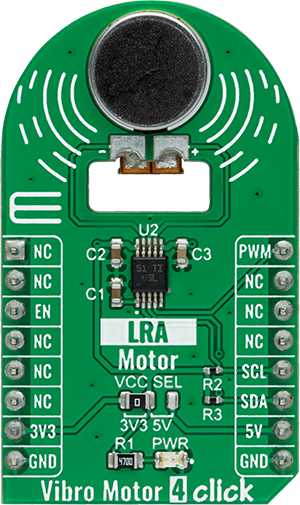 - +
U2
C2 C3
51 TI
C1
NC PWM
NC NC
EN NC
LRA
Motor
NC NC
NC R2 SCL
VCC SEL
NC R3 SDA
3V3 3V3 5V 5V
R1 PWR
GND 4700 GND
Vibro Motor 4 click